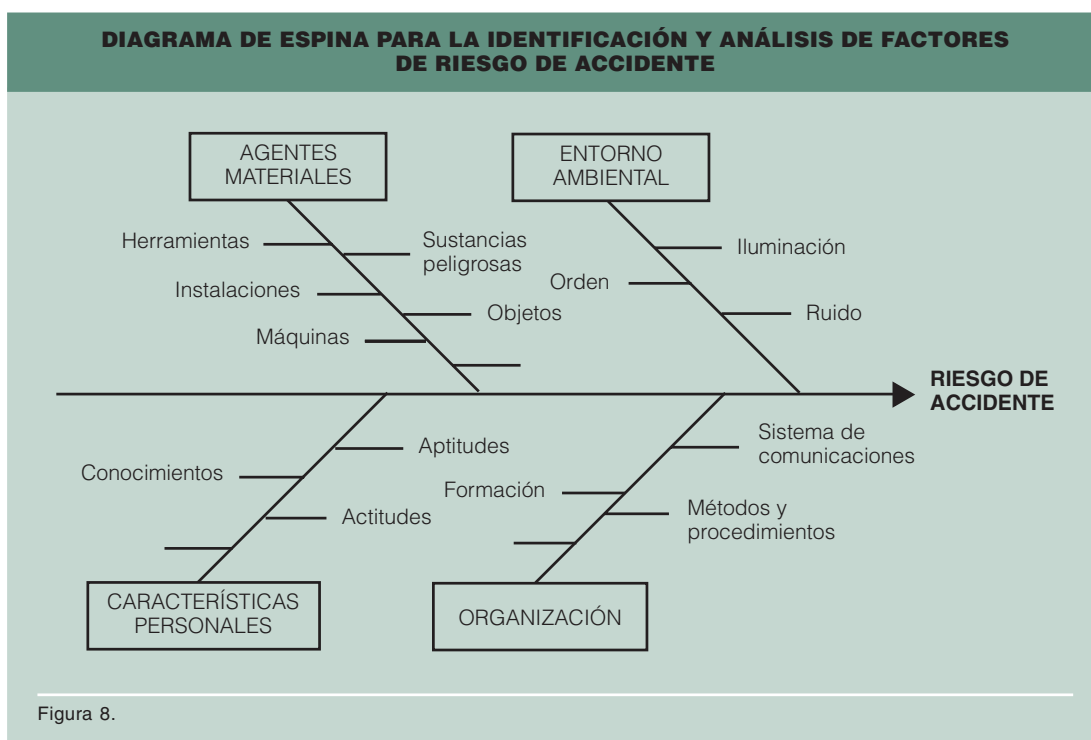 DIAGRAMA DE ESPINA PARA LA IDENTIFICACIÓN Y ANÁLISIS DE FACTORES
DE RIESGO DE ACCIDENTE
AGENTES
MATERIALES
ENTORNO
AMBIENTAL
Herramientas
Sustancias
peligrosas
Instalaciones
Objetos
Máquinas
Iluminación
Orden
Ruido
RIESGO DE
ACCIDENTE
Aptitudes
Conocimientos
Actitudes
Sistema de
comunicaciones
Formación
Métodos y
procedimientos
CARACTERÍSTICAS
PERSONALES
ORGANIZACIÓN
Figura 8.